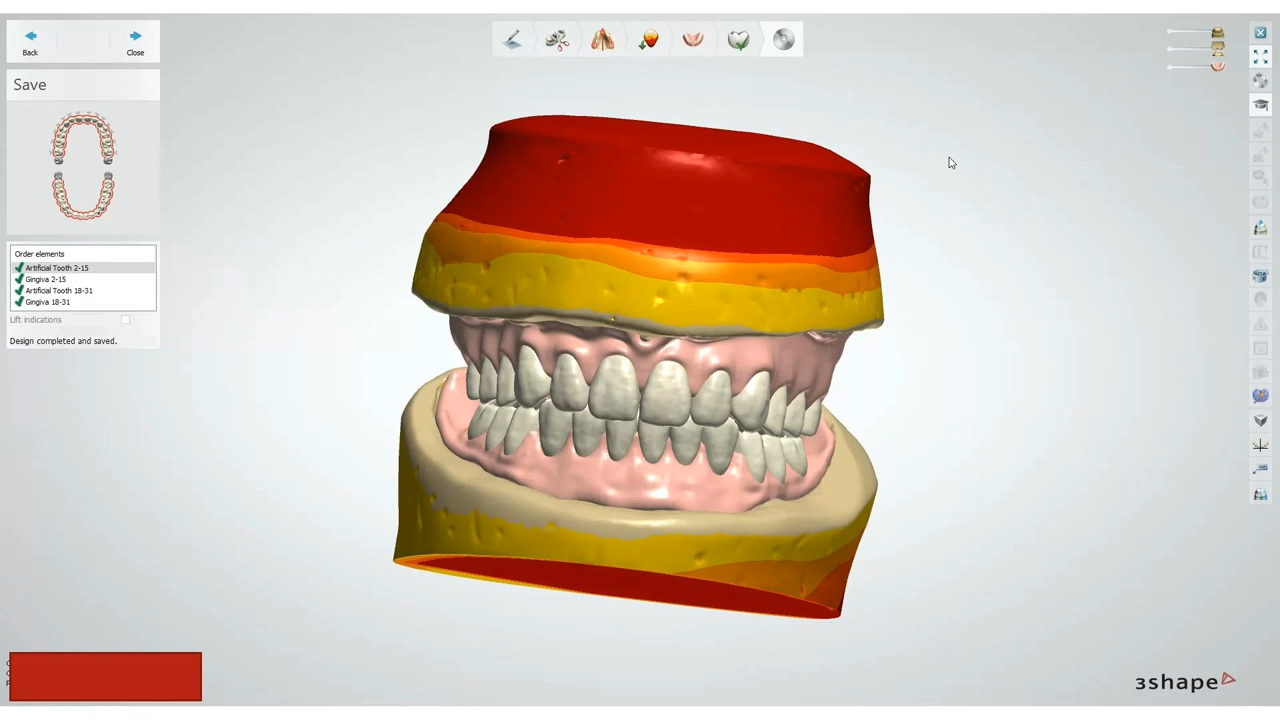 Back
Close
Save
Order elements
Artificial Tooth 2-15
Gingiva 2-15
Artificial Tooth 18-31
Gingiva 18-31
Lift indications
Design completed and saved.
3shape